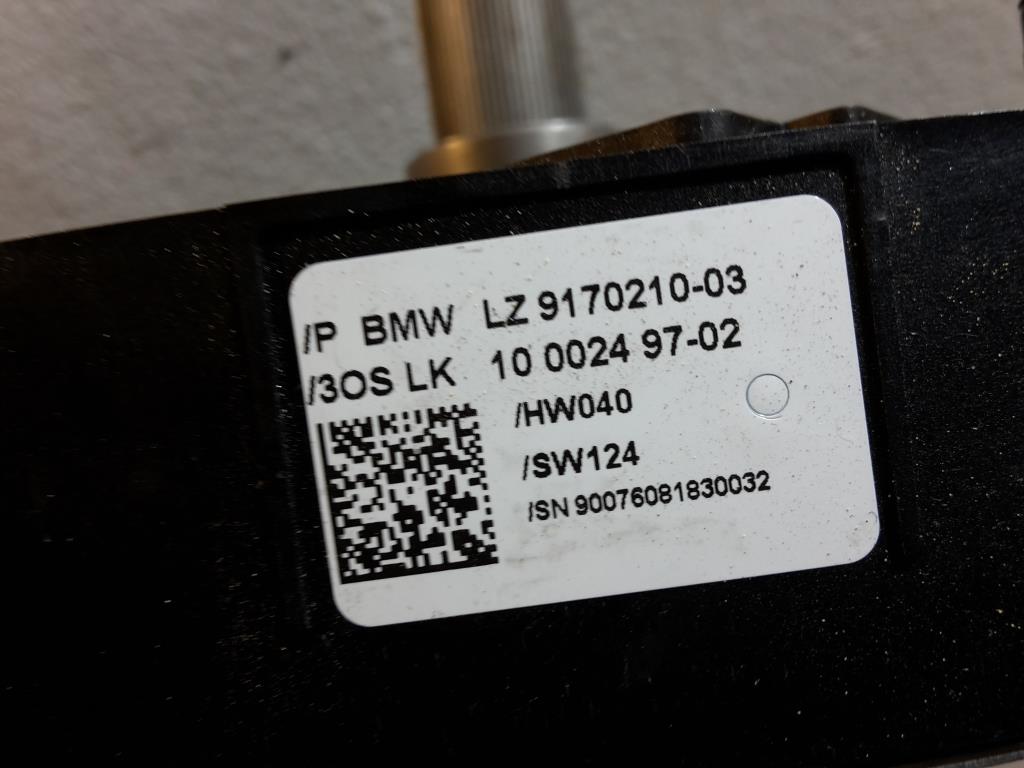 /P BMW LZ 9170210-03
/3OS LK 10 0024 97-02
/HW040
/SW124
/SN 90076081830032